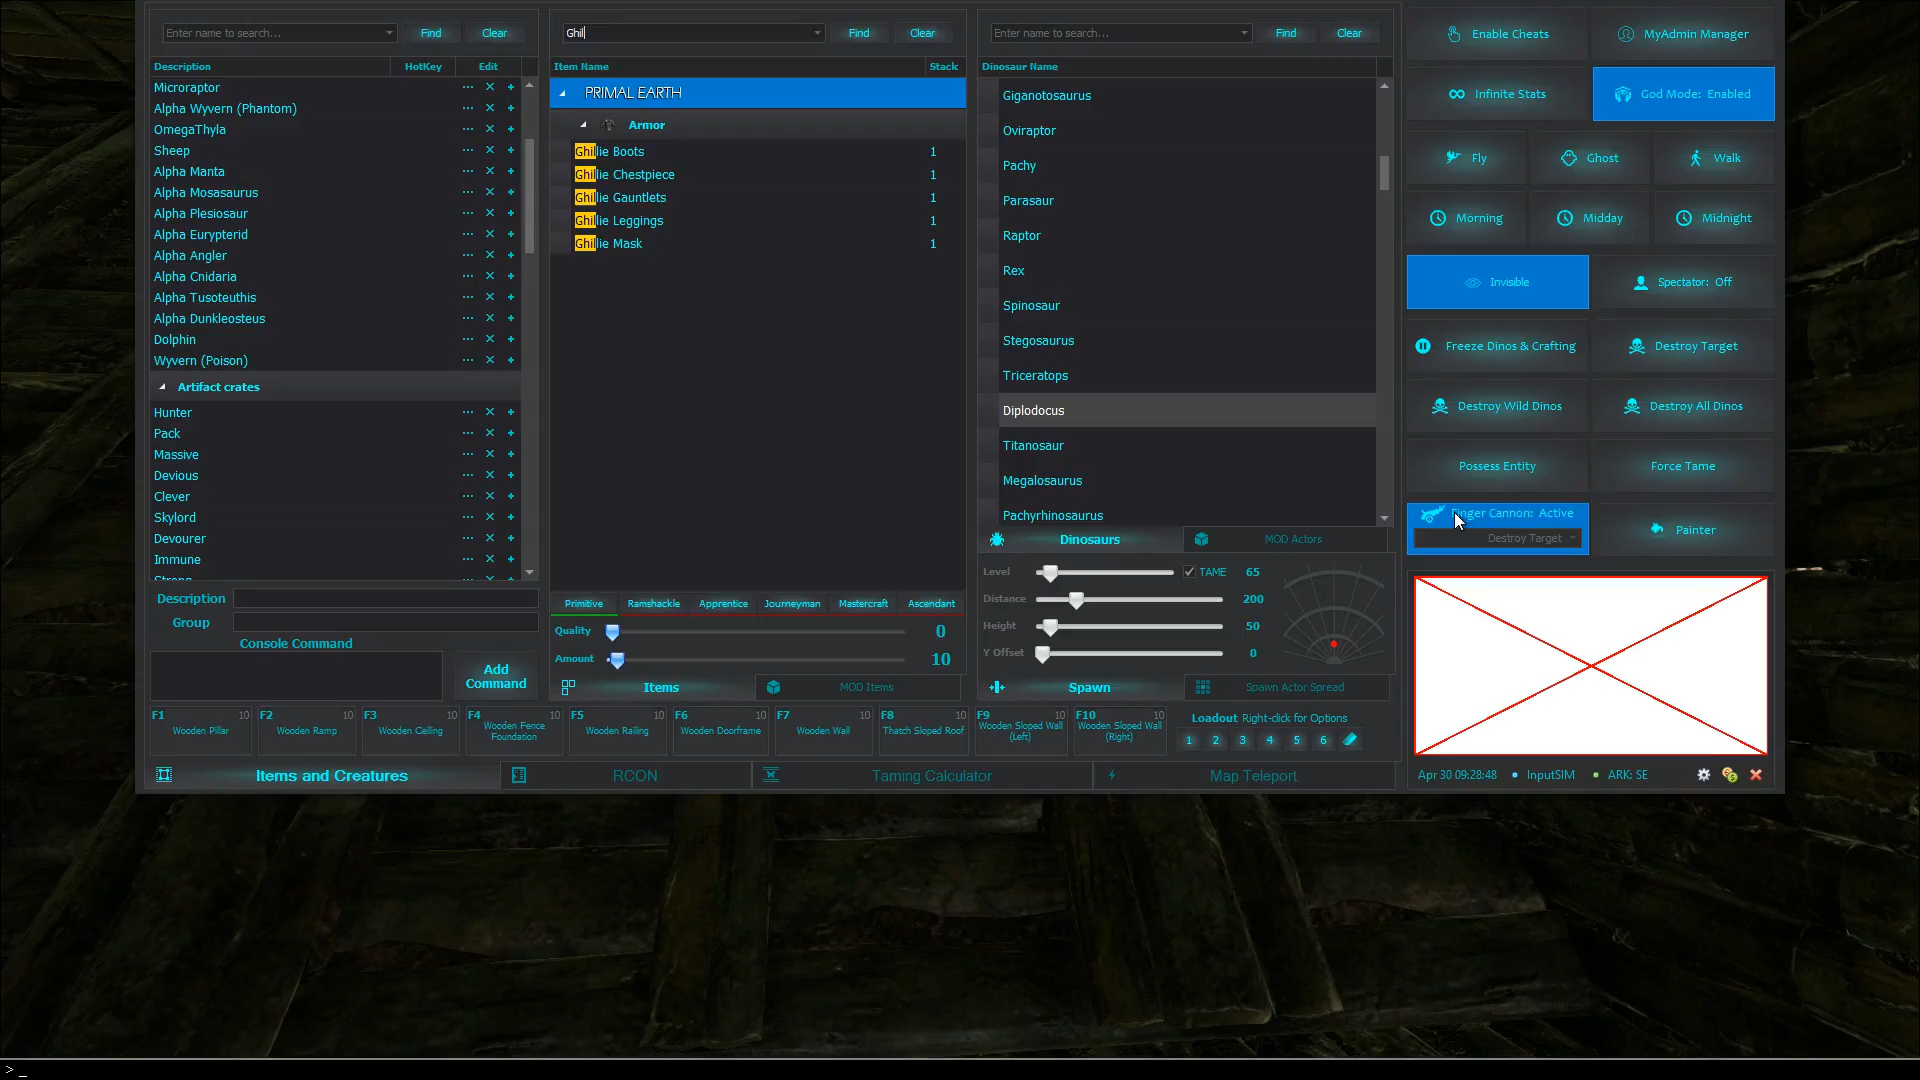 Enter name to search... Find Clear
Description HotKey Edit
Microraptor
Alpha Wyvern (Phantom)
OmegaThyla
Sheep
Alpha Manta
Alpha Mosasaurus
Alpha Plesiosaur
Alpha Eurypterid
Alpha Angler
Alpha Cnidaria
Alpha Tusoteuthis
Alpha Dunkleosteus
Dolphin
Wyvern (Poison)
Artifact crates
Hunter
Pack
Massive
Devious
Clever
Skylord
Devourer
Immune
Strong
Description
Group
Console Command
Add
Command
Ghil Find Clear
Item Name Stack
PRIMAL EARTH
Armor
Ghillie Boots 1
Ghillie Chestpiece 1
Ghillie Gauntlets 1
Ghillie Leggings 1
Ghillie Mask 1
Primitive Ramshackle Apprentice Journeyman Mastercraft Ascendant
Quality 0
Amount 10
Items MOD Items
Enter name to search... Find Clear
Dinosaur Name
Giganotosaurus
Oviraptor
Pachy
Parasaur
Raptor
Rex
Spinosaur
Stegosaurus
Triceratops
Diplodocus
Titanosaur
Megalosaurus
Pachyrhinosaurus
Dinosaurs MOD Actors
Level TAME 65
Distance 200
Height 50
Y Offset 0
Spawn Spawn Actor Spread
F1 10
Wooden Pillar
F2 10
Wooden Ramp
F3 10
Wooden Ceiling
F4 10
Wooden Fence
Foundation
F5 10
Wooden Railing
F6 10
Wooden Doorframe
F7 10
Wooden Wall
F8 10
Thatch Sloped Roof
F9 10
Wooden Sloped Wall
(Left)
F10 10
Wooden Sloped Wall
(Right)
Loadout Right-click for Options
1 2 3 4 5 6
Items and Creatures RCON Taming Calculator Map Teleport
Enable Cheats MyAdmin Manager
Infinite Stats God Mode: Enabled
Fly Ghost Walk
Morning Midday Midnight
Invisible Spectator: Off
Freeze Dinos & Crafting Destroy Target
Destroy Wild Dinos Destroy All Dinos
Possess Entity Force Tame
Finger Cannon: Active
Destroy Target
Painter
Apr 30 09:28:48 InputSIM ARK: SE
> _